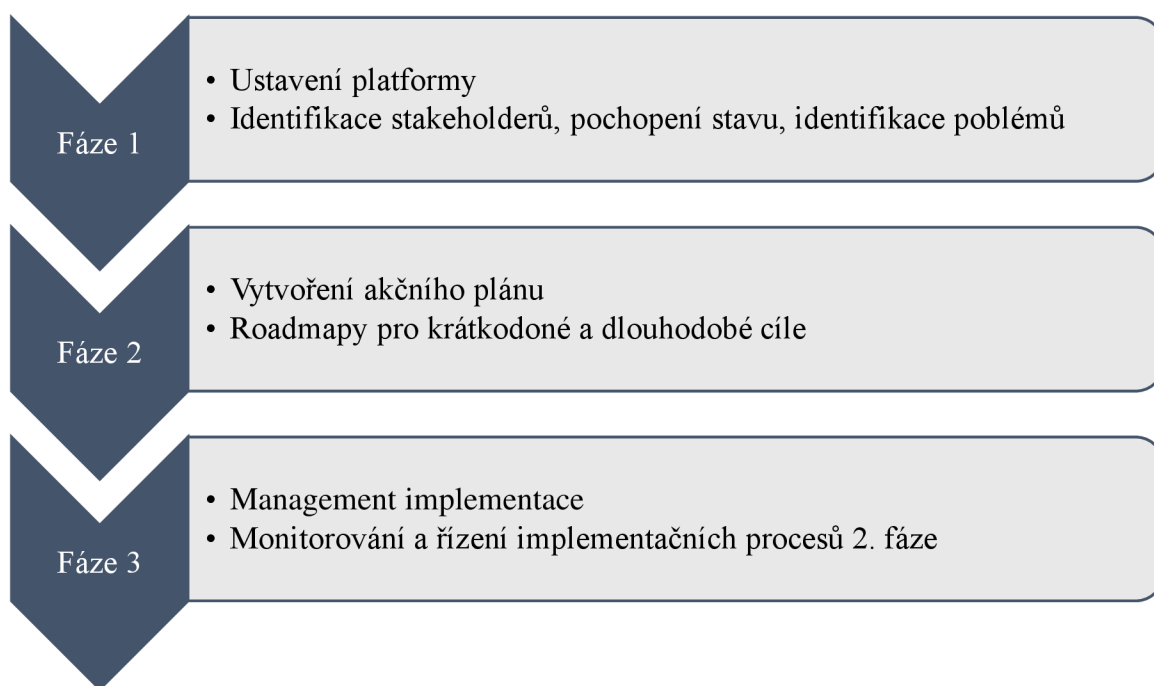 Fáze 1
• Ustavení platformy
• Identifikace stakeholderů, pochopení stavu, identifikace poblémů
Fáze 2
• Vytvoření akčního plánu
• Roadmapy pro krátkodoné a dlouhodobé cíle
Fáze 3
• Management implementace
• Monitorování a řízení implementačních procesů 2. fáze